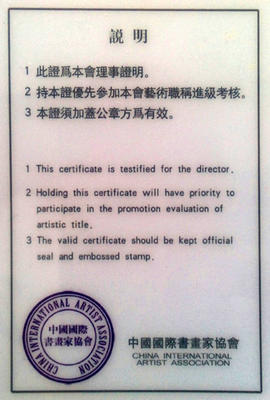 說明
1 此證爲本會理事證明。
2 持本證優先參加本會藝術職稱進級考核。
3 本證須加蓋公章方爲有效。
1 This certificate is testified for the director.
2 Holding this certificate will have priority to
participate in the promotion evaluation of
artistic title.
3 The valid certificate should be kept official
seal and embossed stamp.
CHINA INTERNATIONAL ARTIST ASSOCIATION
中國國際
書畫家協會
中國國際書畫家協會
CHINA INTERNATIONAL
ARTIST ASSOCIATION